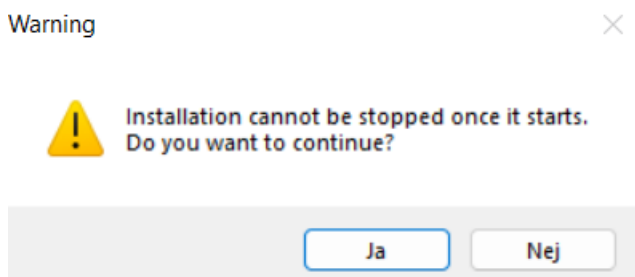 Warning
Installation cannot be stopped once it starts.
Do you want to continue?
Ja
Nej